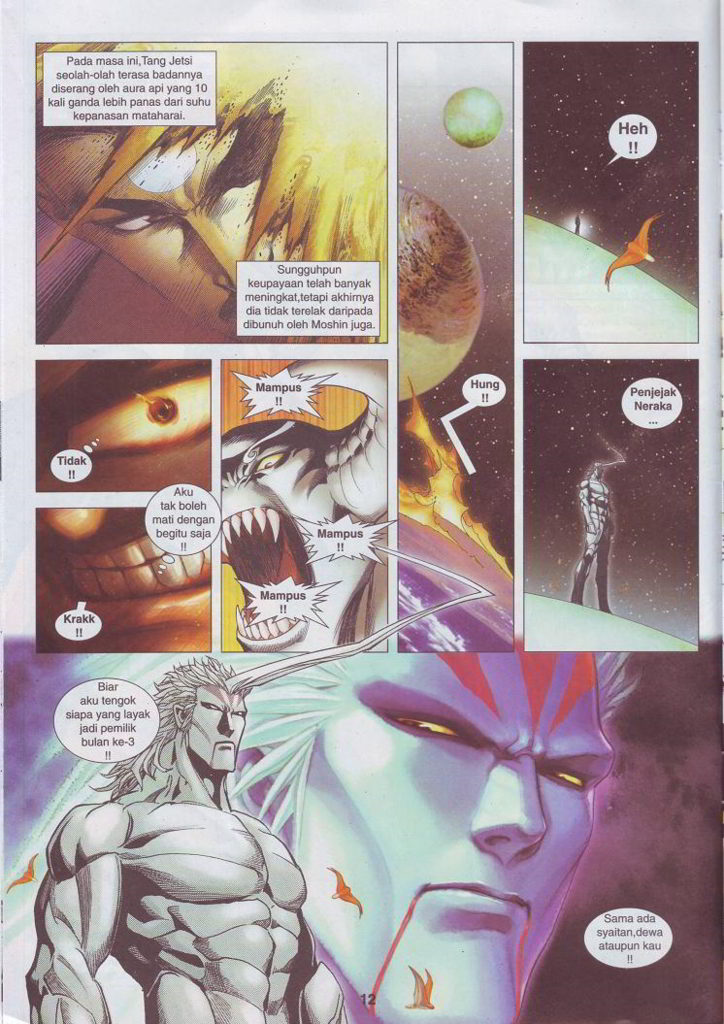 Pada masa ini,Tang Jetsi
seolah-olah terasa badannya
diserang oleh aura api yang 10
kali ganda lebih panas dari suhu
kepanasan mataharai.
Sungguhpun
kekupayaan telah banyak
meningkat,tetapi akhirnya
dia tidak terelak daripada
dibunuh oleh Moshin juga.
Hung
!!
Heh
!!
Tidak
!!
Aku
tak boleh
mati dengan
begitu saja
!!
Krakk
!!
Mampus
!!
Mampus
!!
Mampus
!!
Penjejak
Neraka
...
Biar
aku tengok
siapa yang layak
jadi pemilik
bulan ke-3
!!
Sama ada
syaitan,dewa
ataupun kau
!!
12